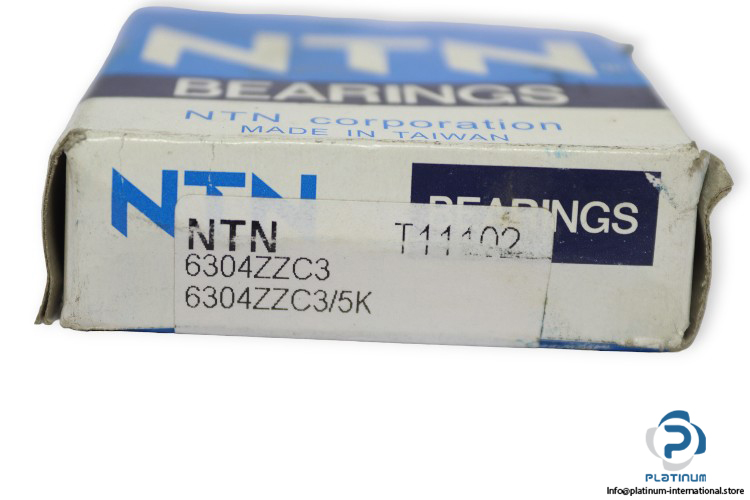 NTN
BEARINGS
NTN corporation
MADE IN TAIWAN
NTN BEARINGS
NTN T11102
6304ZZC3
6304ZZC3/5K
PLATINUM
Info@platinum-international.store